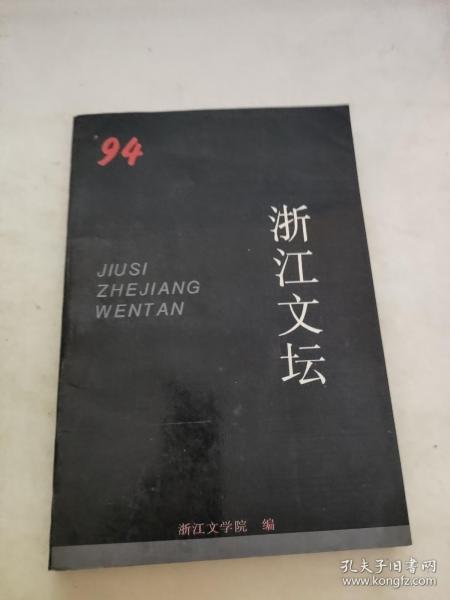 94
浙江文坛
JIUSI
ZHEJIANG
WENTAN
浙江文学院 编
孔夫子旧书网
www.kongfz.com